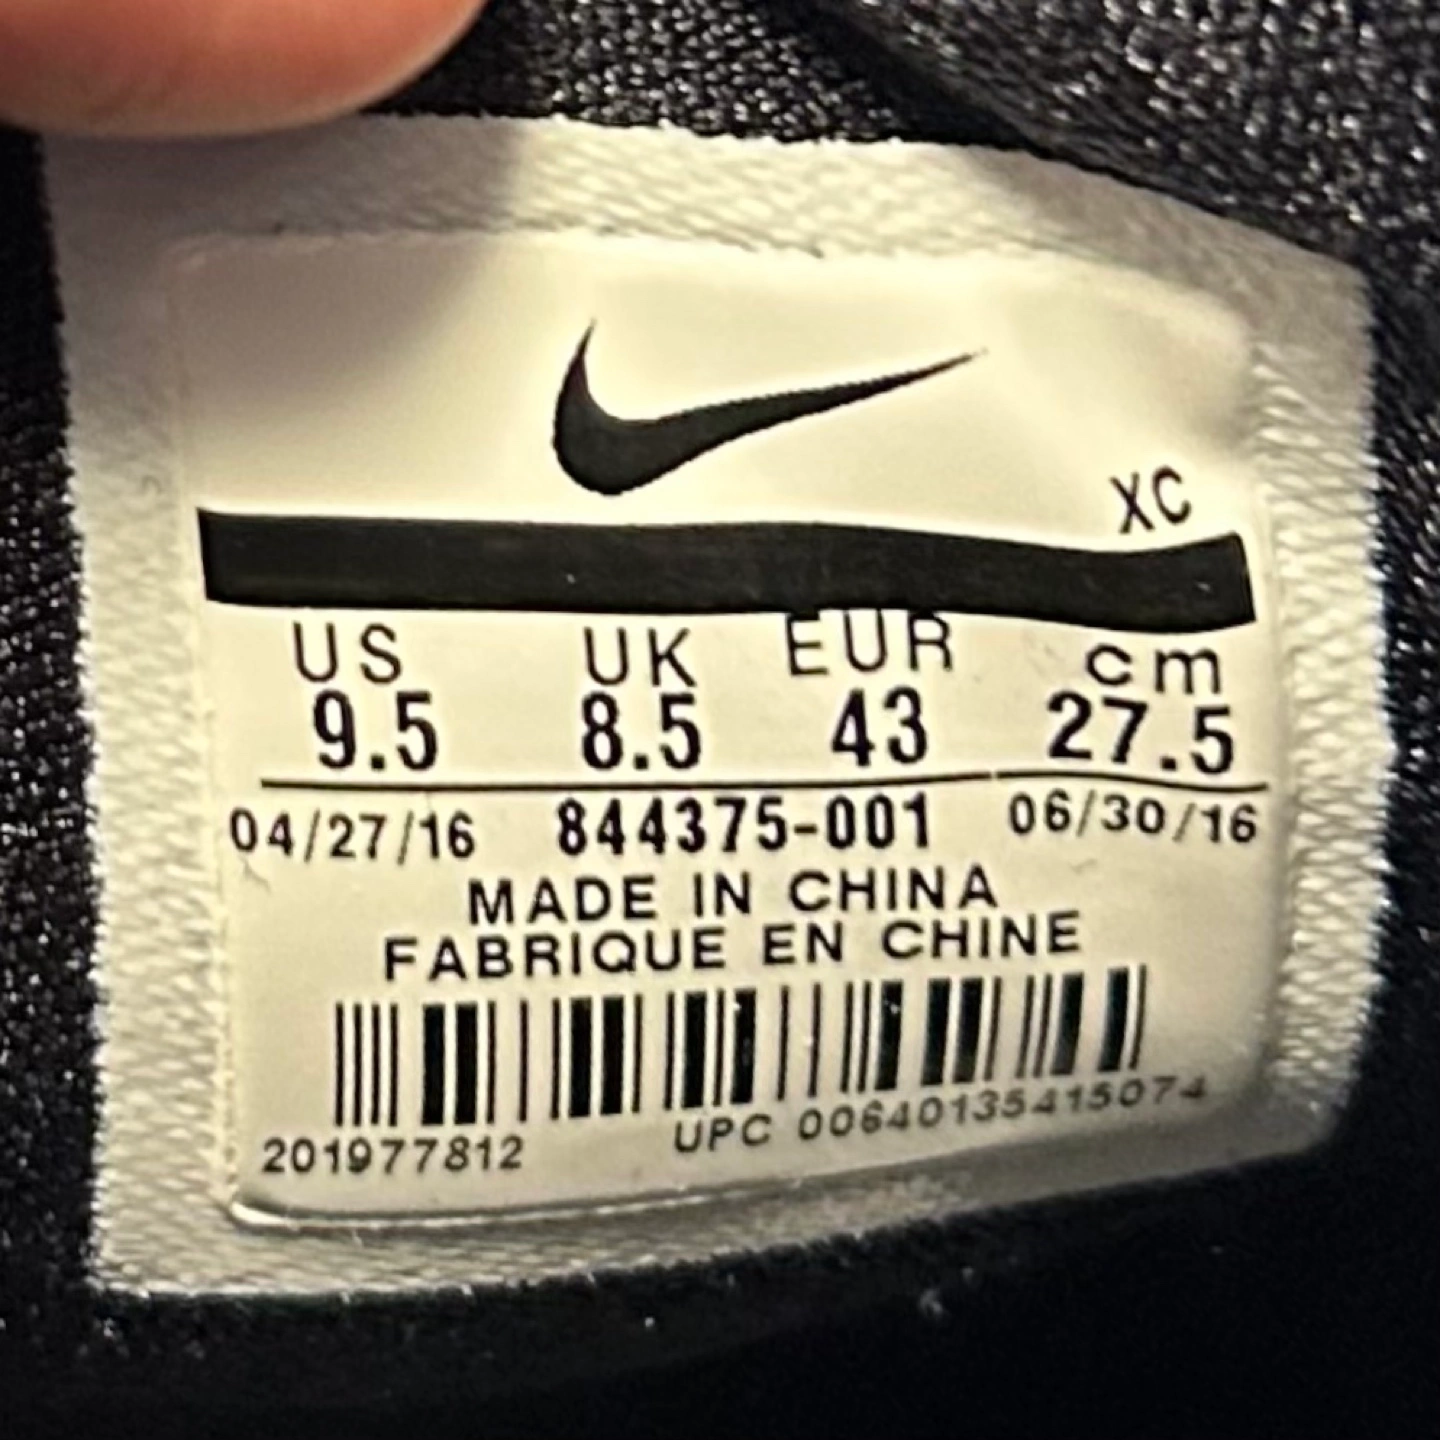 XC
US UK EUR cm
9.5 8.5 43 27.5
04/27/16 844375-001 06/30/16
MADE IN CHINA
FABRIQUE EN CHINE
201977812 UPC 00640135415074